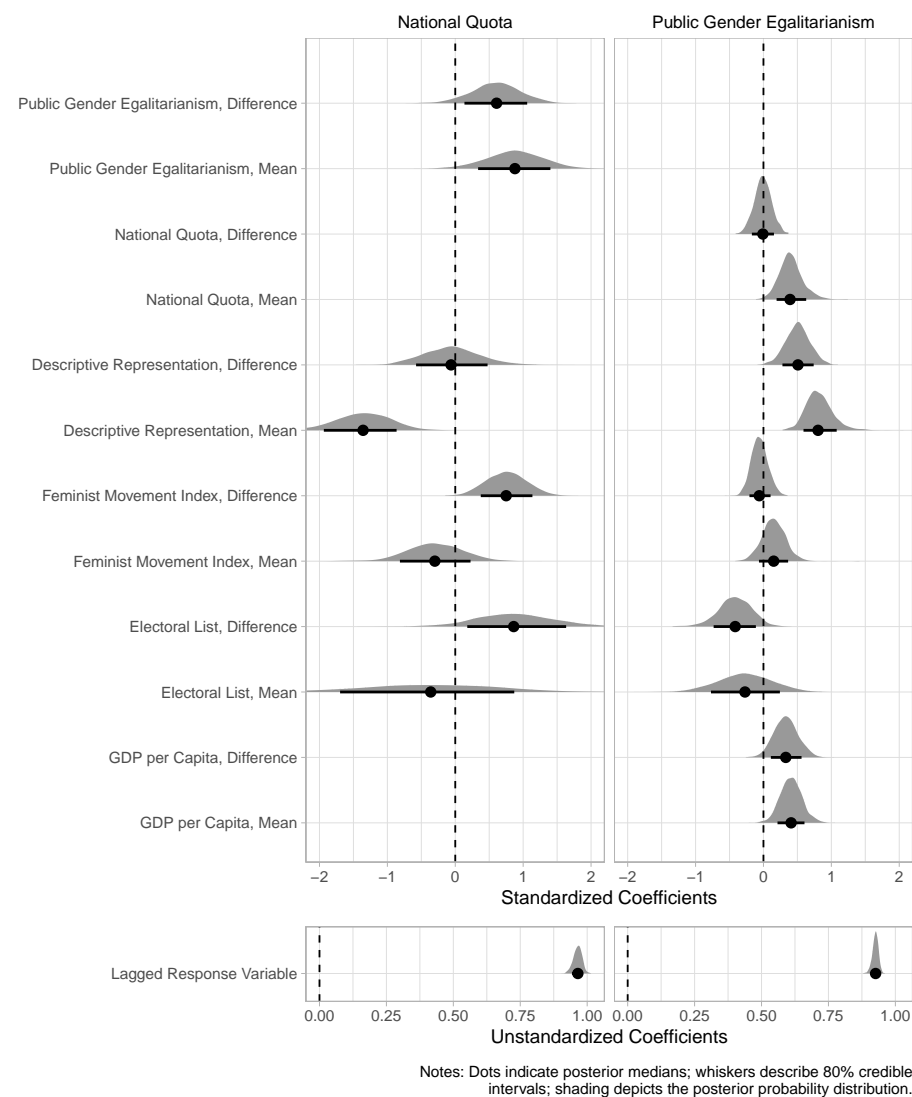 National Quota
Public Gender Egalitarianism
Public Gender Egalitarianism, Difference
Public Gender Egalitarianism, Mean
National Quota, Difference
National Quota, Mean
Descriptive Representation, Difference
Descriptive Representation, Mean
Feminist Movement Index, Difference
Feminist Movement Index, Mean
Electoral List, Difference
Electoral List, Mean
GDP per Capita, Difference
GDP per Capita, Mean
−2 −1 0 1 2 −2 −1 0 1 2
Standardized Coefficients
Lagged Response Variable
0.00 0.25 0.50 0.75 1.00 0.00 0.25 0.50 0.75 1.00
Unstandardized Coefficients
Notes: Dots indicate posterior medians; whiskers describe 80% credible
intervals; shading depicts the posterior probability distribution.